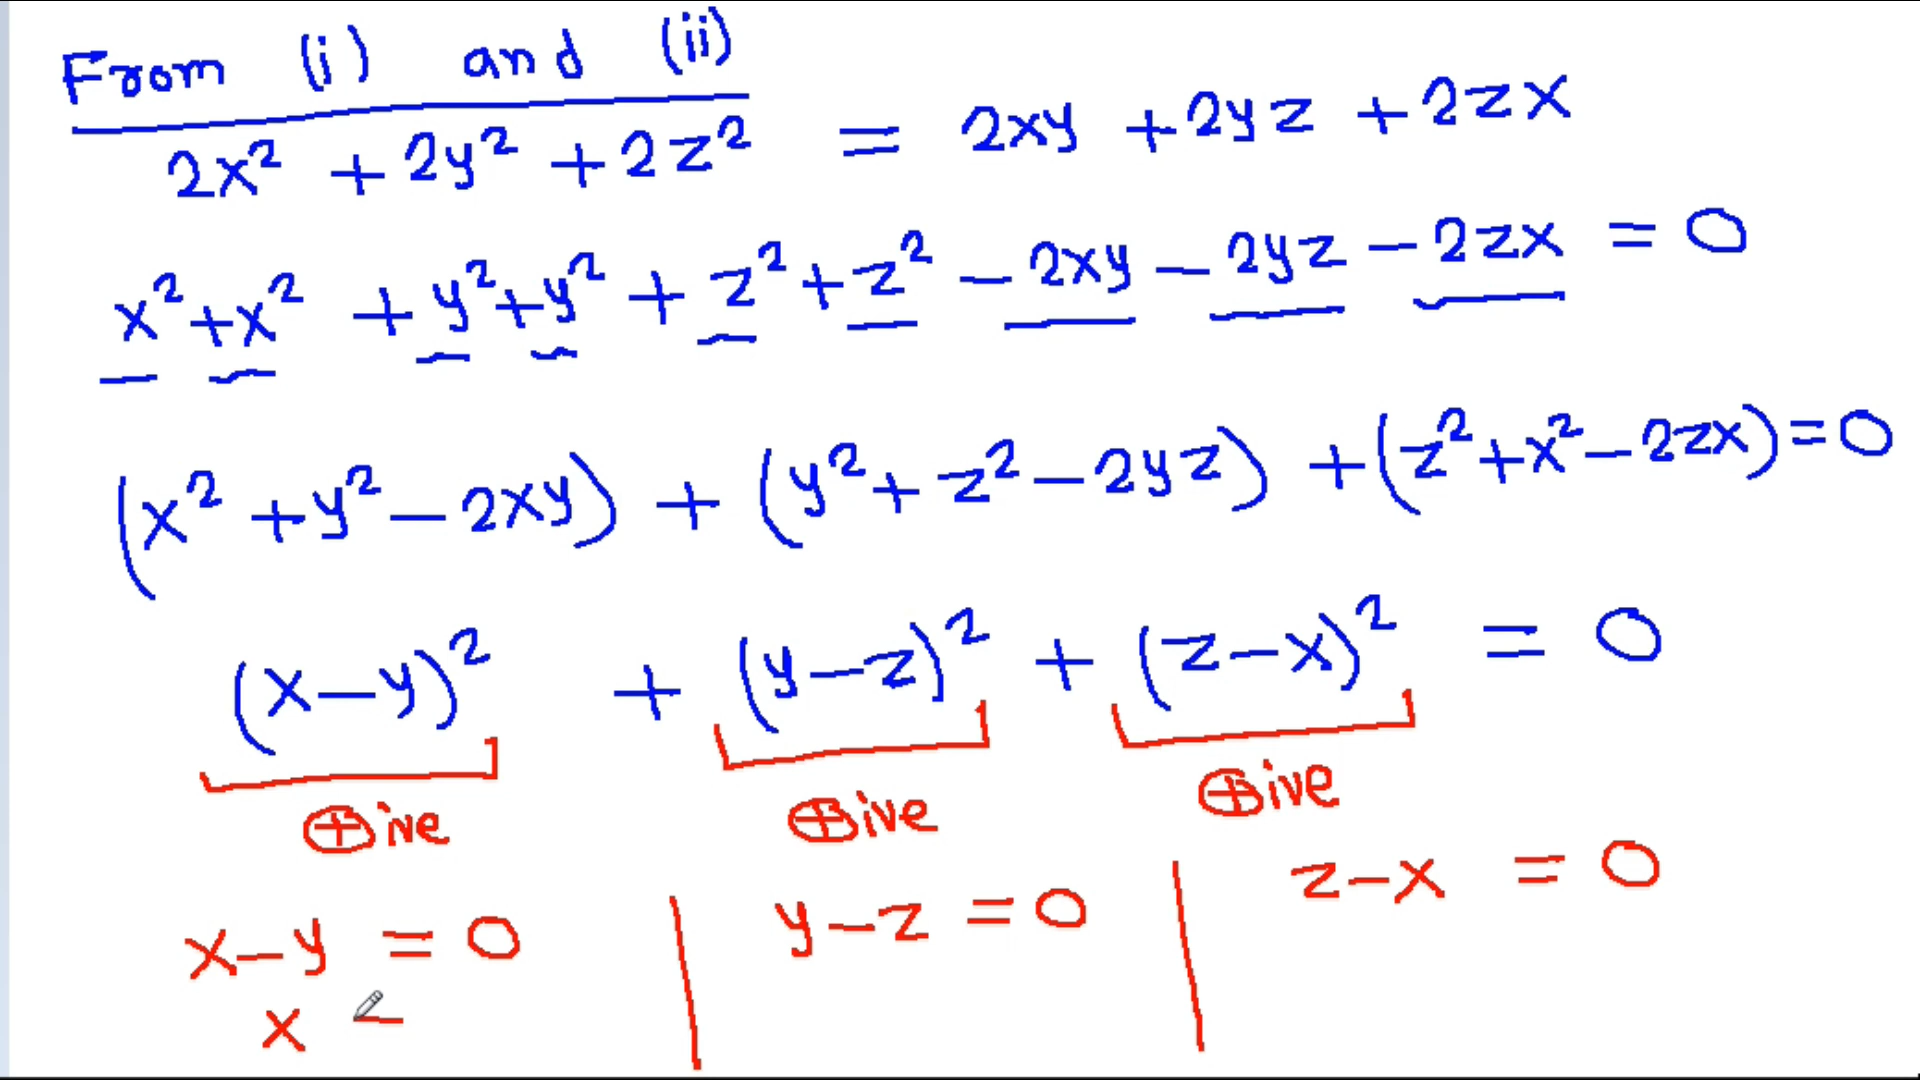 From (i) and (ii)
2x² + 2y² + 2z² = 2xy + 2yz + 2zx
x² + x² + y² + y² + z² + z² - 2xy - 2yz - 2zx = 0
(x² + y² - 2xy) + (y² + z² - 2yz) + (z² + x² - 2zx) = 0
(x - y)² + (y - z)² + (z - x)² = 0
⊕ive ⊕ive ⊕ive
x - y = 0 | y - z = 0 | z - x = 0
x -